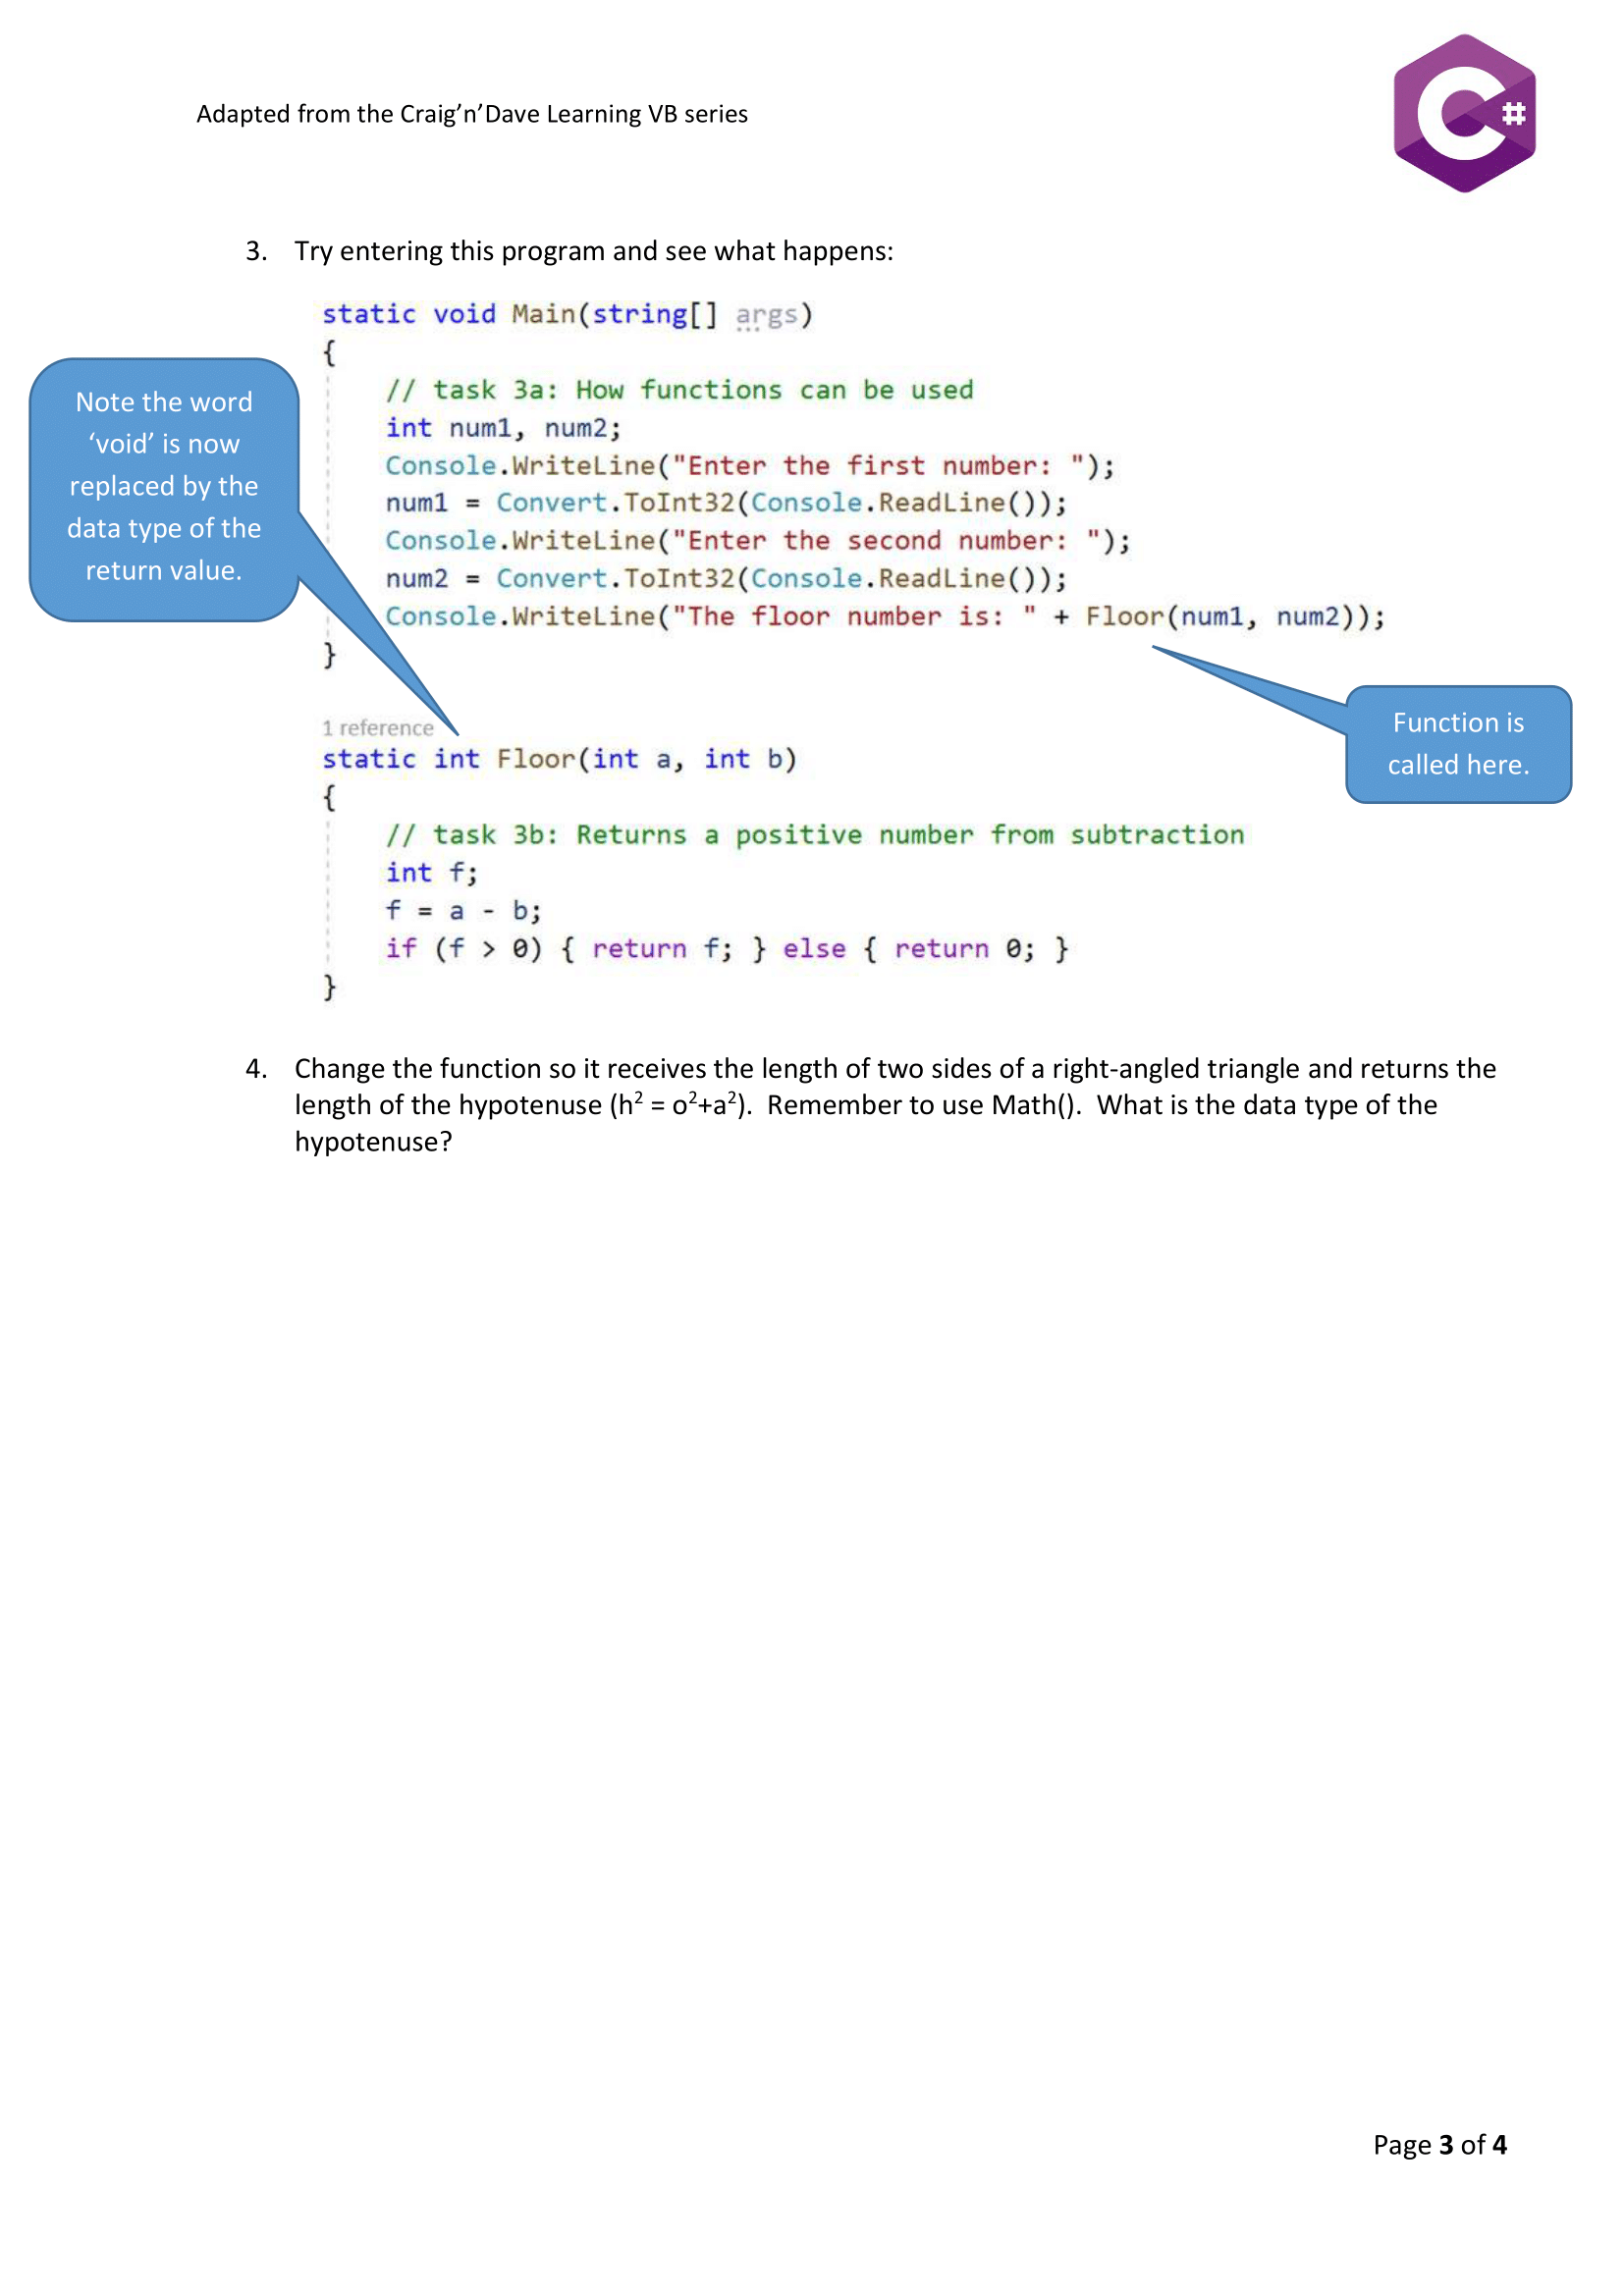 Adapted from the Craig’n’Dave Learning VB series
C#
3. Try entering this program and see what happens:
static void Main(string[] args)
{
// task 3a: How functions can be used
int num1, num2;
Console.WriteLine("Enter the first number: ");
num1 = Convert.ToInt32(Console.ReadLine());
Console.WriteLine("Enter the second number: ");
num2 = Convert.ToInt32(Console.ReadLine());
Console.WriteLine("The floor number is: " + Floor(num1, num2));
}
Note the word
‘void’ is now
replaced by the
data type of the
return value.
Function is
called here.
1 reference
static int Floor(int a, int b)
{
// task 3b: Returns a positive number from subtraction
int f;
f = a - b;
if (f > 0) { return f; } else { return 0; }
}
4. Change the function so it receives the length of two sides of a right-angled triangle and returns the
length of the hypotenuse (h² = o²+a²). Remember to use Math(). What is the data type of the
hypotenuse?
Page 3 of 4